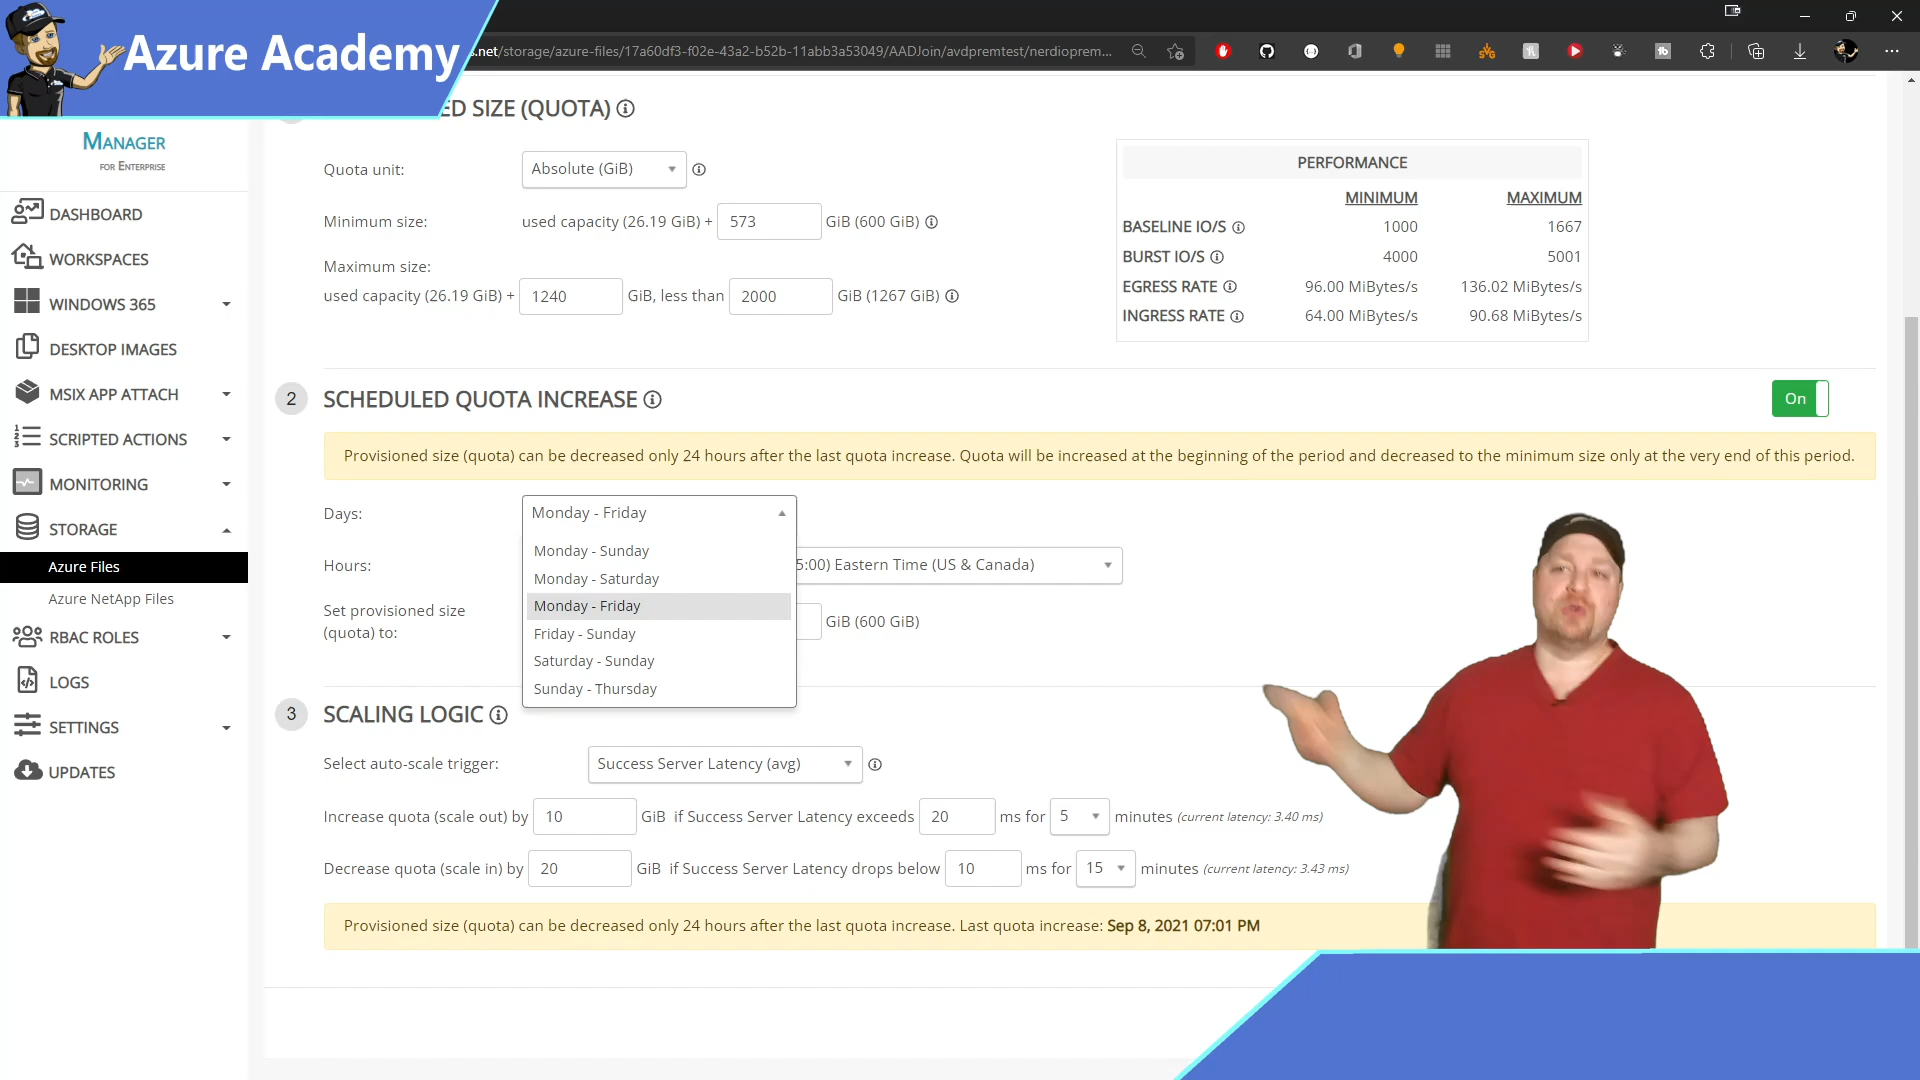 Azure Academy
.net/storage/azure-files/17a60df3-f02e-43a2-b52b-11abb3a53049/AADJoin/avdpremtest/nerdioprem...
MANAGER
FOR ENTERPRISE
DASHBOARD
WORKSPACES
WINDOWS 365
DESKTOP IMAGES
MSIX APP ATTACH
SCRIPTED ACTIONS
MONITORING
STORAGE
Azure Files
Azure NetApp Files
RBAC ROLES
LOGS
SETTINGS
UPDATES
ED SIZE (QUOTA)
Quota unit: Absolute (GiB)
Minimum size: used capacity (26.19 GiB) + 573 GiB (600 GiB)
Maximum size:
used capacity (26.19 GiB) + 1240 GiB, less than 2000 GiB (1267 GiB)
PERFORMANCE
MINIMUM MAXIMUM
BASELINE IO/S 1000 1667
BURST IO/S 4000 5001
EGRESS RATE 96.00 MiBytes/s 136.02 MiBytes/s
INGRESS RATE 64.00 MiBytes/s 90.68 MiBytes/s
2 SCHEDULED QUOTA INCREASE On
Provisioned size (quota) can be decreased only 24 hours after the last quota increase. Quota will be increased at the beginning of the period and decreased to the minimum size only at the very end of this period.
Days: Monday - Friday
Monday - Sunday
Monday - Saturday
Monday - Friday
Friday - Sunday
Saturday - Sunday
Sunday - Thursday
Hours: 5:00) Eastern Time (US & Canada)
Set provisioned size
(quota) to: GiB (600 GiB)
3 SCALING LOGIC
Select auto-scale trigger: Success Server Latency (avg)
Increase quota (scale out) by 10 GiB if Success Server Latency exceeds 20 ms for 5 minutes (current latency: 3.40 ms)
Decrease quota (scale in) by 20 GiB if Success Server Latency drops below 10 ms for 15 minutes (current latency: 3.43 ms)
Provisioned size (quota) can be decreased only 24 hours after the last quota increase. Last quota increase: Sep 8, 2021 07:01 PM